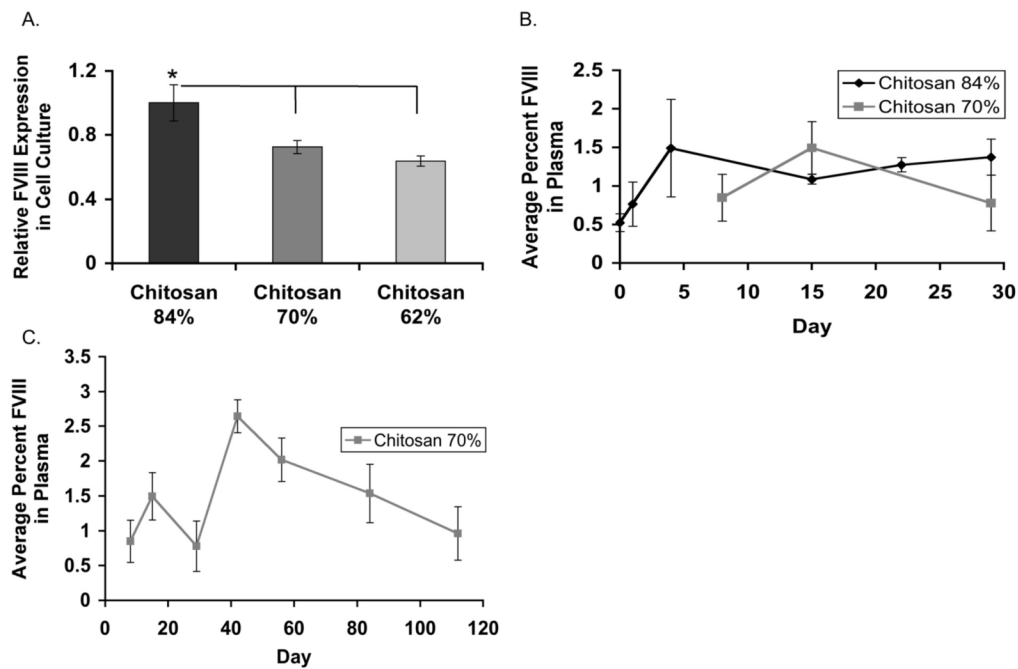 A.
Relative FVIII Expression
in Cell Culture
1.2
0.8
0.4
0
*
Chitosan
84%
Chitosan
70%
Chitosan
62%
B.
Average Percent FVIII
in Plasma
2.5
2
1.5
1
0.5
0
Chitosan 84%
Chitosan 70%
0 5 10 15 20 25 30
Day
C.
Average Percent FVIII
in Plasma
3.5
3
2.5
2
1.5
1
0.5
0
Chitosan 70%
0 20 40 60 80 100 120
Day